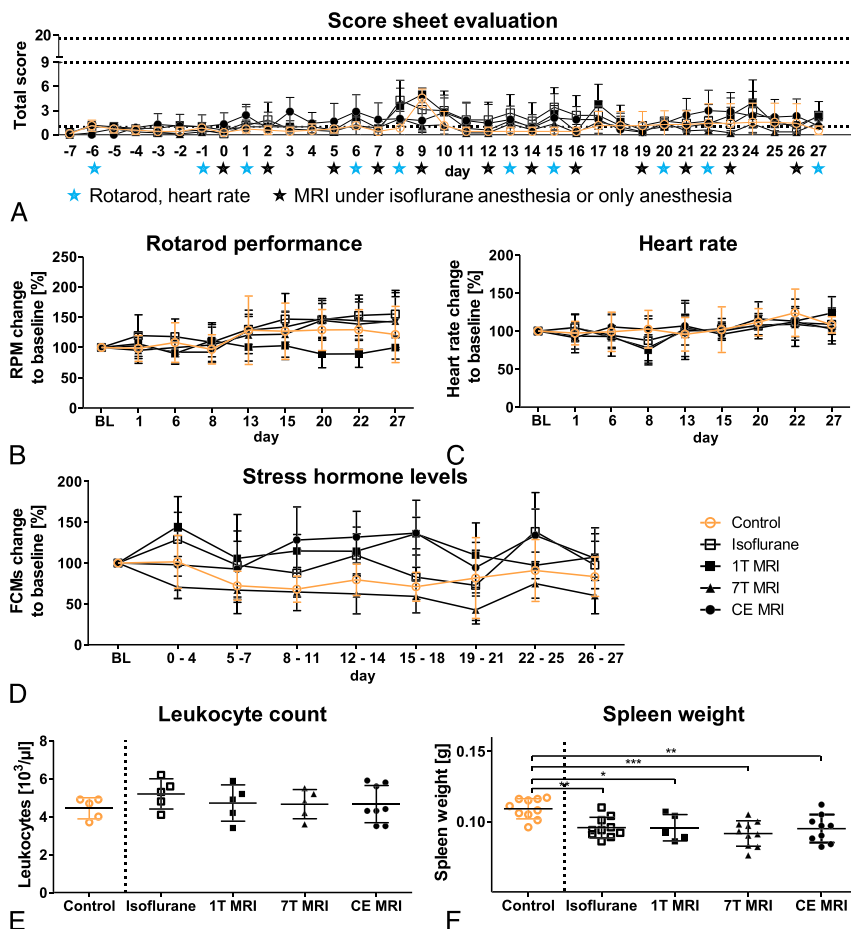 Score sheet evaluation
Total score
20
9
6
3
0
-7 -6 -5 -4 -3 -2 -1 0 1 2 3 4 5 6 7 8 9 10 11 12 13 14 15 16 17 18 19 20 21 22 23 24 25 26 27
day
★ Rotarod, heart rate ★ MRI under isoflurane anesthesia or only anesthesia
A
Rotarod performance
RPM change
to baseline [%]
250
200
150
100
50
0
BL 1 6 8 13 15 20 22 27
day
B
Heart rate
Heart rate change
to baseline [%]
200
150
100
50
0
BL 1 6 8 13 15 20 22 27
day
C
Stress hormone levels
FCMs change
to baseline [%]
200
150
100
50
0
BL 0 - 4 5 -7 8 - 11 12 - 14 15 - 18 19 - 21 22 - 25 26 - 27
day
Control
Isoflurane
1T MRI
7T MRI
CE MRI
D
Leukocyte count
Leukocytes [10³/µl]
8
6
4
2
0
Control Isoflurane 1T MRI 7T MRI CE MRI
E
Spleen weight
Spleen weight [g]
0.15
0.10
**
***
*
**
Control Isoflurane 1T MRI 7T MRI CE MRI
F